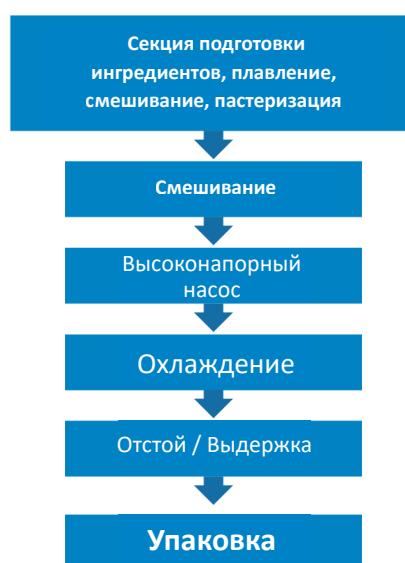 Секция подготовки
ингредиентов, плавление,
смешивание, пастеризация
Смешивание
Высоконапорный
насос
Охлаждение
Отстой / Выдержка
Упаковка